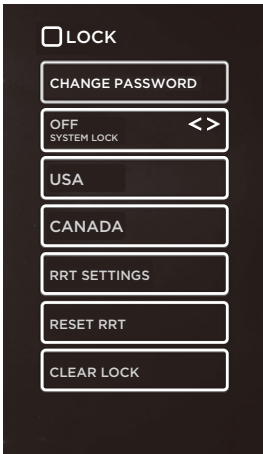 LOCK
CHANGE PASSWORD
OFF
SYSTEM LOCK
USA
CANADA
RRT SETTINGS
RESET RRT
CLEAR LOCK